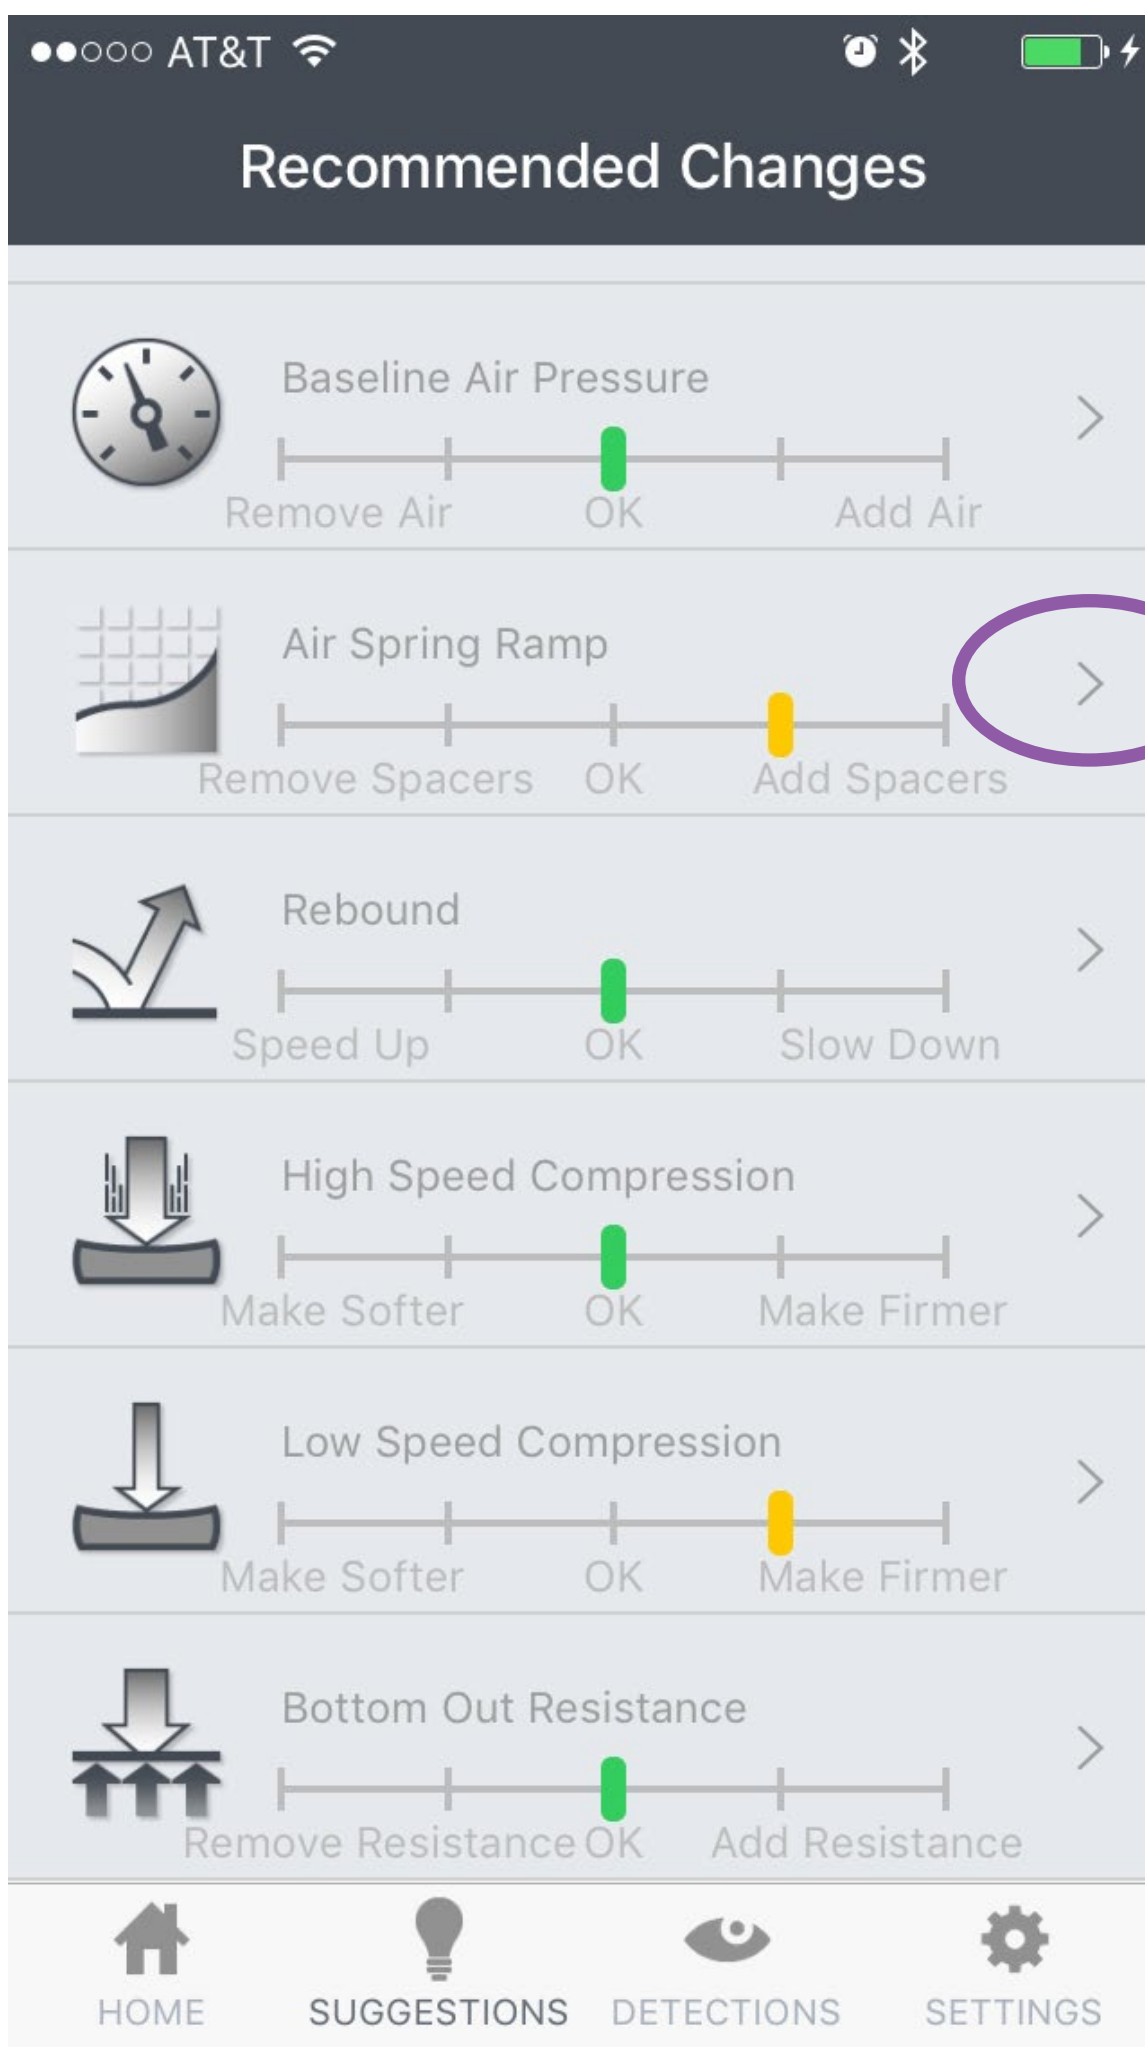 AT&T
Recommended Changes
Baseline Air Pressure
Remove Air OK Add Air
Air Spring Ramp
Remove Spacers OK Add Spacers
Rebound
Speed Up OK Slow Down
High Speed Compression
Make Softer OK Make Firmer
Low Speed Compression
Make Softer OK Make Firmer
Bottom Out Resistance
Remove Resistance OK Add Resistance
HOME SUGGESTIONS DETECTIONS SETTINGS